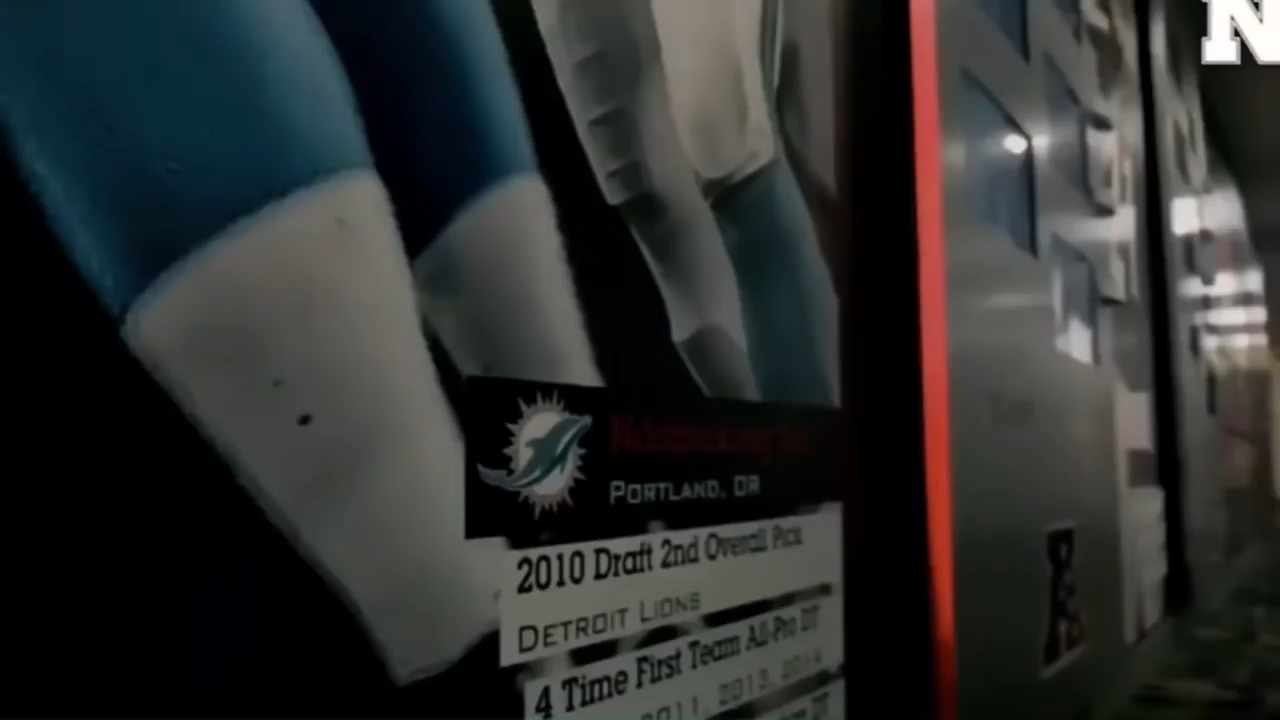 N
PORTLAND, OR
2010 Draft 2nd Overall Pick
DETROIT LIONS
4 Time First Team All-Pro DT
2011, 2013, 2014
DT